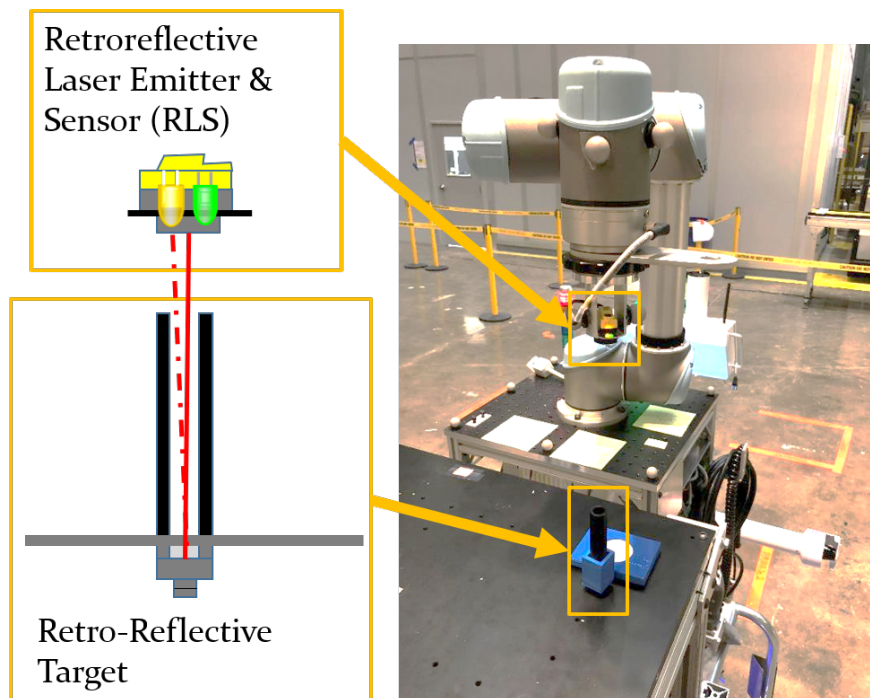 Retroreflective
Laser Emitter &
Sensor (RLS)
Retro-Reflective
Target